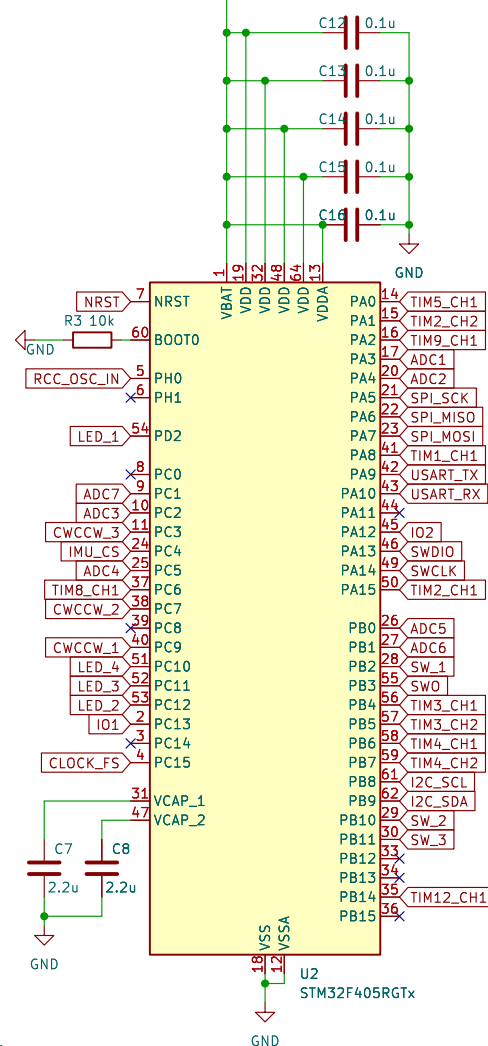 C12 0.1u
C13 0.1u
C14 0.1u
C15 0.1u
C16 0.1u
GND
1 19 32 48 64 13
VBAT VDD VDD VDD VDD VDDA
NRST 7 NRST PA0 14 TIM5_CH1
PA1 15 TIM2_CH2
R3 10k
GND 60 BOOT0 PA2 16 TIM9_CH1
PA3 17 ADC1
RCC_OSC_IN 5 PH0 PA4 20 ADC2
6 PH1 PA5 21 SPI_SCK
PA6 22 SPI_MISO
LED_1 54 PD2 PA7 23 SPI_MOSI
PA8 41 TIM1_CH1
8 PC0 PA9 42 USART_TX
ADC7 9 PC1 PA10 43 USART_RX
ADC3 10 PC2 PA11 44
CWCCW_3 11 PC3 PA12 45 IO2
IMU_CS 24 PC4 PA13 46 SWDIO
ADC4 25 PC5 PA14 49 SWCLK
TIM8_CH1 37 PC6 PA15 50 TIM2_CH1
CWCCW_2 38 PC7
39 PC8 PB0 26 ADC5
CWCCW_1 40 PC9 PB1 27 ADC6
LED_4 51 PC10 PB2 28 SW_1
LED_3 52 PC11 PB3 55 SWO
LED_2 53 PC12 PB4 56 TIM3_CH1
IO1 2 PC13 PB5 57 TIM3_CH2
3 PC14 PB6 58 TIM4_CH1
CLOCK_FS 4 PC15 PB7 59 TIM4_CH2
PB8 61 I2C_SCL
31 VCAP_1 PB9 62 I2C_SDA
47 VCAP_2 PB10 29 SW_2
PB11 30 SW_3
C7 C8 PB12 33
PB13 34
2.2u 2.2u
PB14 35 TIM12_CH1
PB15 36
VSS VSSA
GND
18 12
U2
STM32F405RGTx
GND